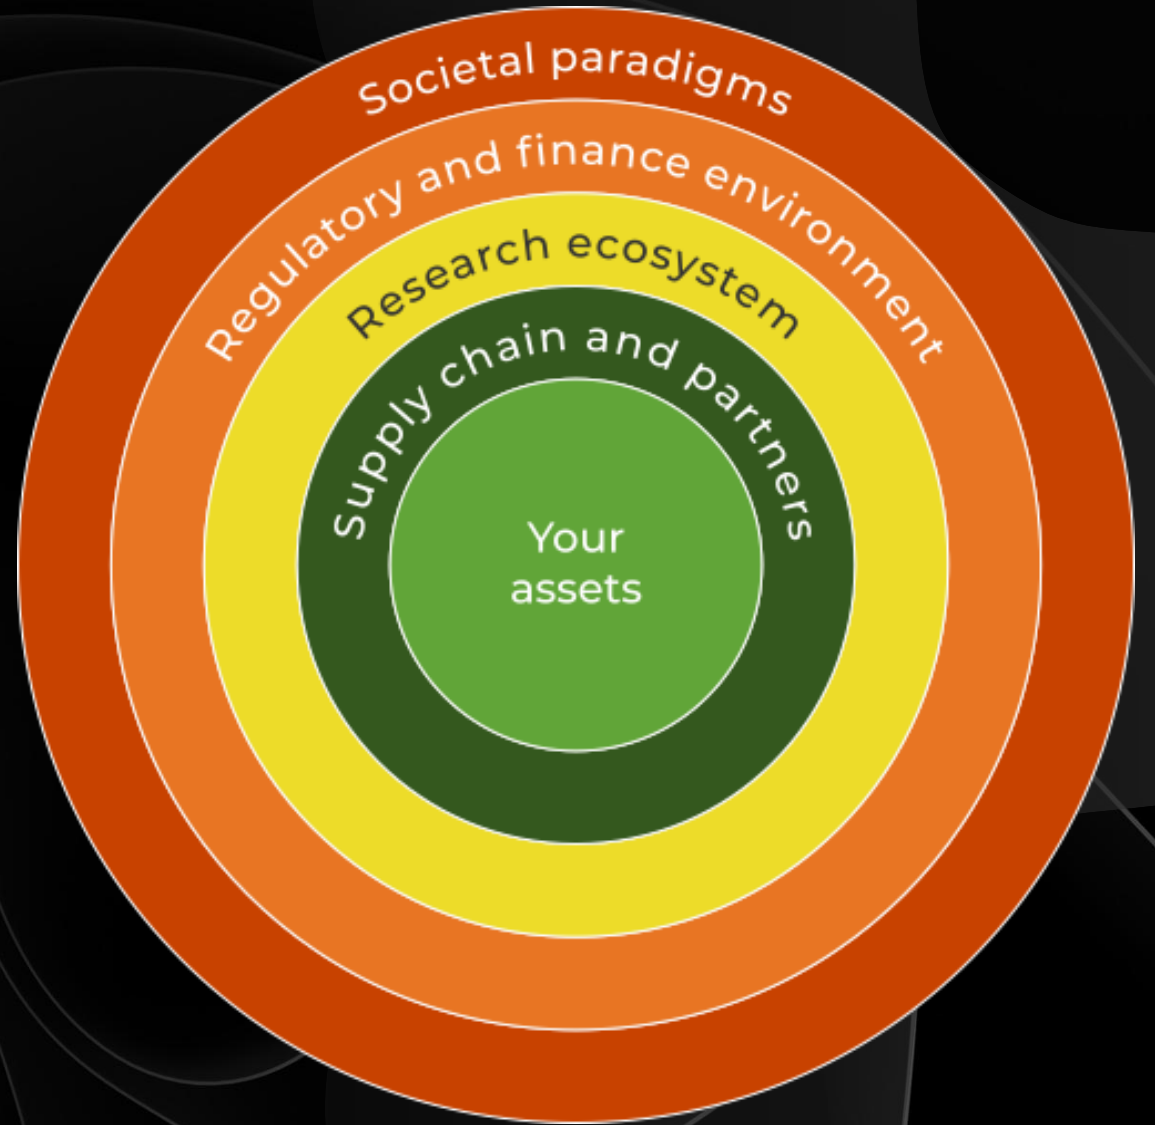 Societal paradigms
Regulatory and finance environment
Research ecosystem
Supply chain and partners
Your
assets